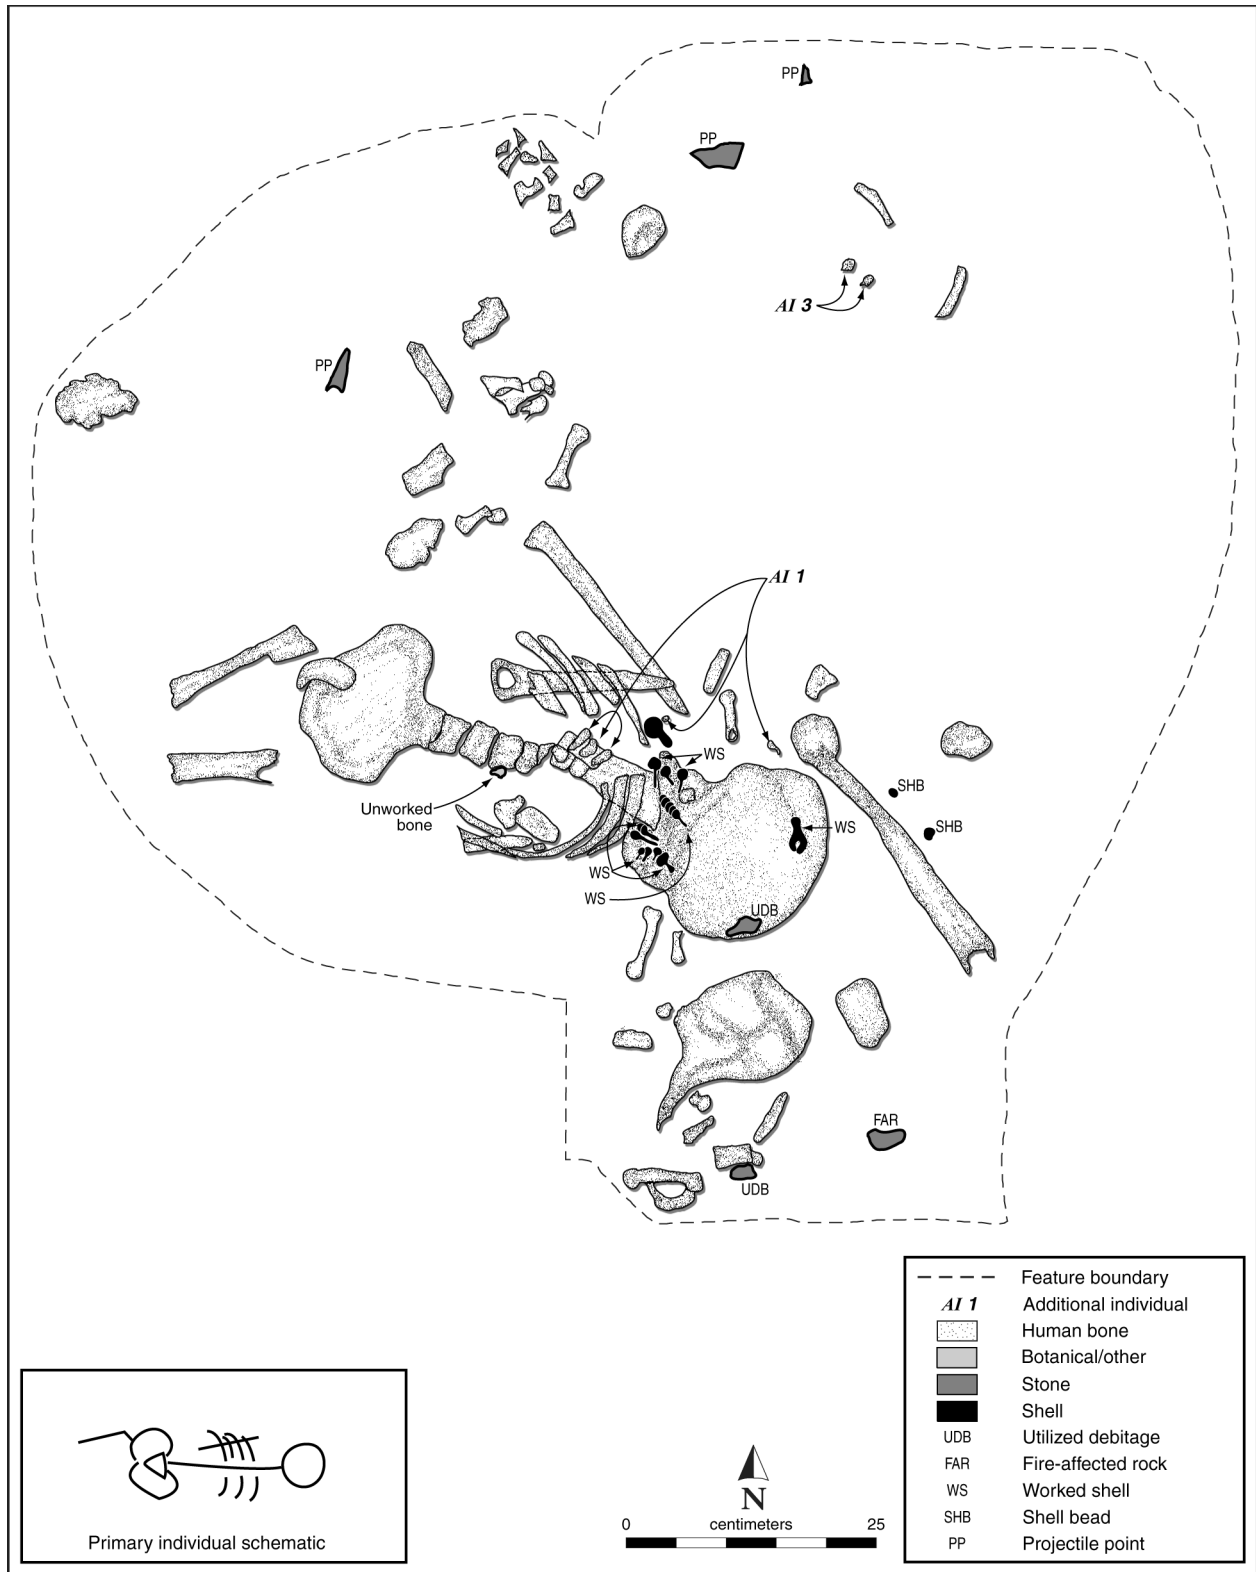 PP
PP
AI 3
PP
AI 1
WS
SHB
Unworked
bone
WS
SHB
WS
WS
UDB
FAR
UDB
Feature boundary
AI 1 Additional individual
Human bone
Botanical/other
Stone
Shell
UDB Utilized debitage
FAR Fire-affected rock
WS Worked shell
SHB Shell bead
PP Projectile point
N
0 centimeters 25
Primary individual schematic